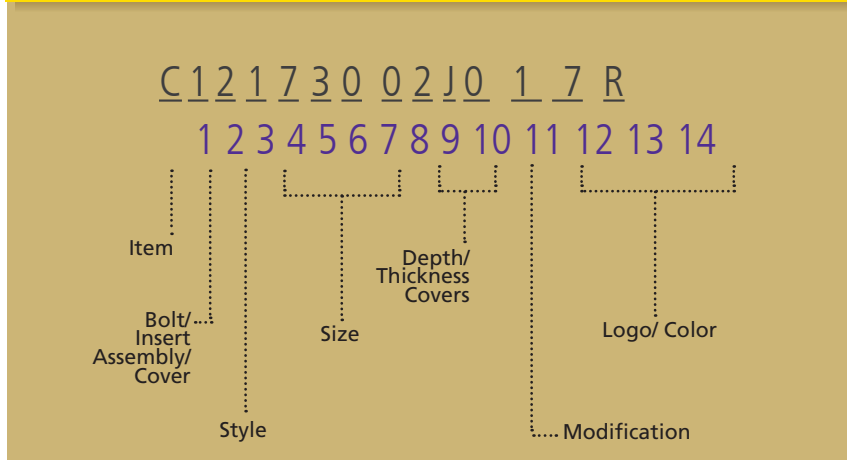 C 1 2 1 7 3 0 0 2 J 0 1 7 R
1 2 3 4 5 6 7 8 9 10 11 12 13 14
Item
Bolt/
Insert
Assembly/
Cover
Style
Size
Depth/
Thickness
Covers
Modification
Logo/ Color